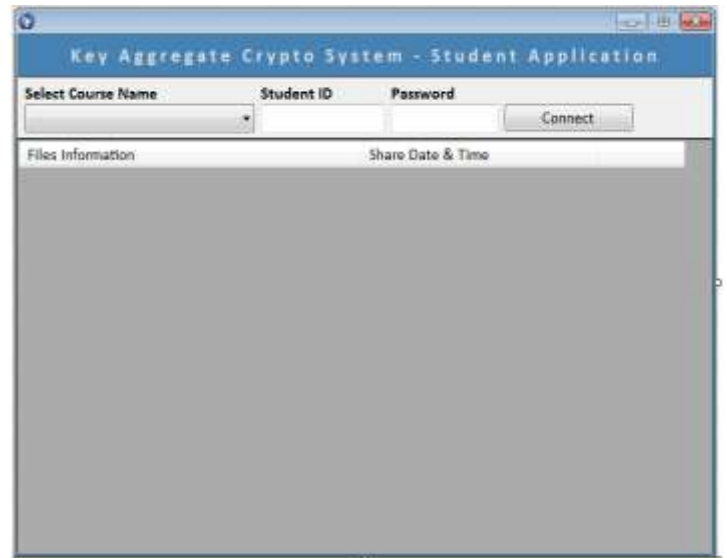 Key Aggregate Crypto System - Student Application
Select Course Name Student ID Password
Connect
Files Information Share Date & Time